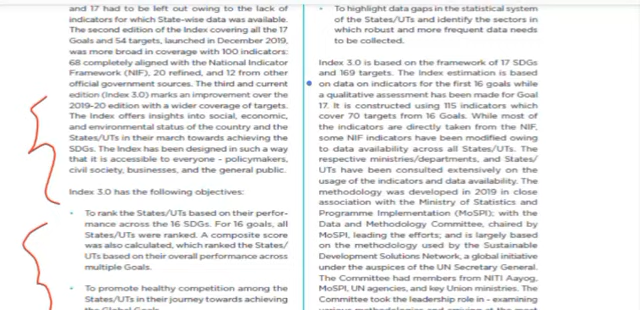 and 17 had to be left out owing to the lack of
indicators for which State-wise data was available.
The second edition of the Index covering all the 17
Goals and 54 targets, launched in December 2019,
was more broad in coverage with 100 indicators:
68 completely aligned with the National Indicator
Framework (NIF), 20 refined, and 12 from other
official government sources. The third and current
edition (Index 3.0) marks an improvement over the
2019-20 edition with a wider coverage of targets.
The Index offers insights into social, economic,
and environmental status of the country and the
States/UTs in their march towards achieving the
SDGs. The Index has been designed in such a way
that it is accessible to everyone - policymakers,
civil society, businesses, and the general public.
Index 3.0 has the following objectives:
• To rank the States/UTs based on their perfor-
mance across the 16 SDGs. For 16 goals, all
States/UTs were ranked. A composite score
was also calculated, which ranked the States/
UTs based on their overall performance across
multiple Goals.
• To promote healthy competition among the
States/UTs in their journey towards achieving
the Global Goals
• To highlight data gaps in the statistical system
of the States/UTs and identify the sectors in
which robust and more frequent data needs
to be collected.
Index 3.0 is based on the framework of 17 SDGs
and 169 targets. The Index estimation is based
on data on indicators for the first 16 goals while
a qualitative assessment has been made for Goal
17. It is constructed using 115 indicators which
cover 70 targets from 16 Goals. While most of
the indicators are directly taken from the NIF,
some NIF indicators have been modified owing
to data availability across all States/UTs. The
respective ministries/departments, and States/
UTs have been consulted extensively on the
usage of the indicators and data availability. The
methodology was developed in 2019 in close
association with the Ministry of Statistics and
Programme Implementation (MoSPI); with the
Data and Methodology Committee, chaired by
MoSPI, leading the efforts; and is largely based
on the methodology used by the Sustainable
Development Solutions Network, a global initiative
under the auspices of the UN Secretary General.
The Committee had members from NITI Aayog,
MoSPI, UN agencies, and key Union ministries. The
Committee took the leadership role in - examining
various methodologies and arriving at the most